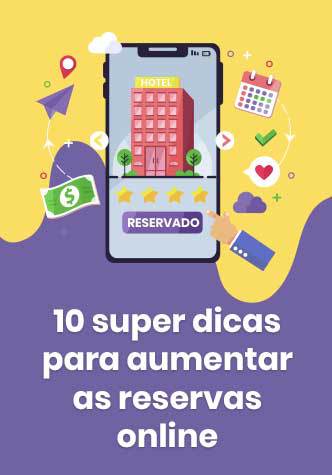 HOTEL
RESERVADO
10 super dicas
para aumentar
as reservas
online